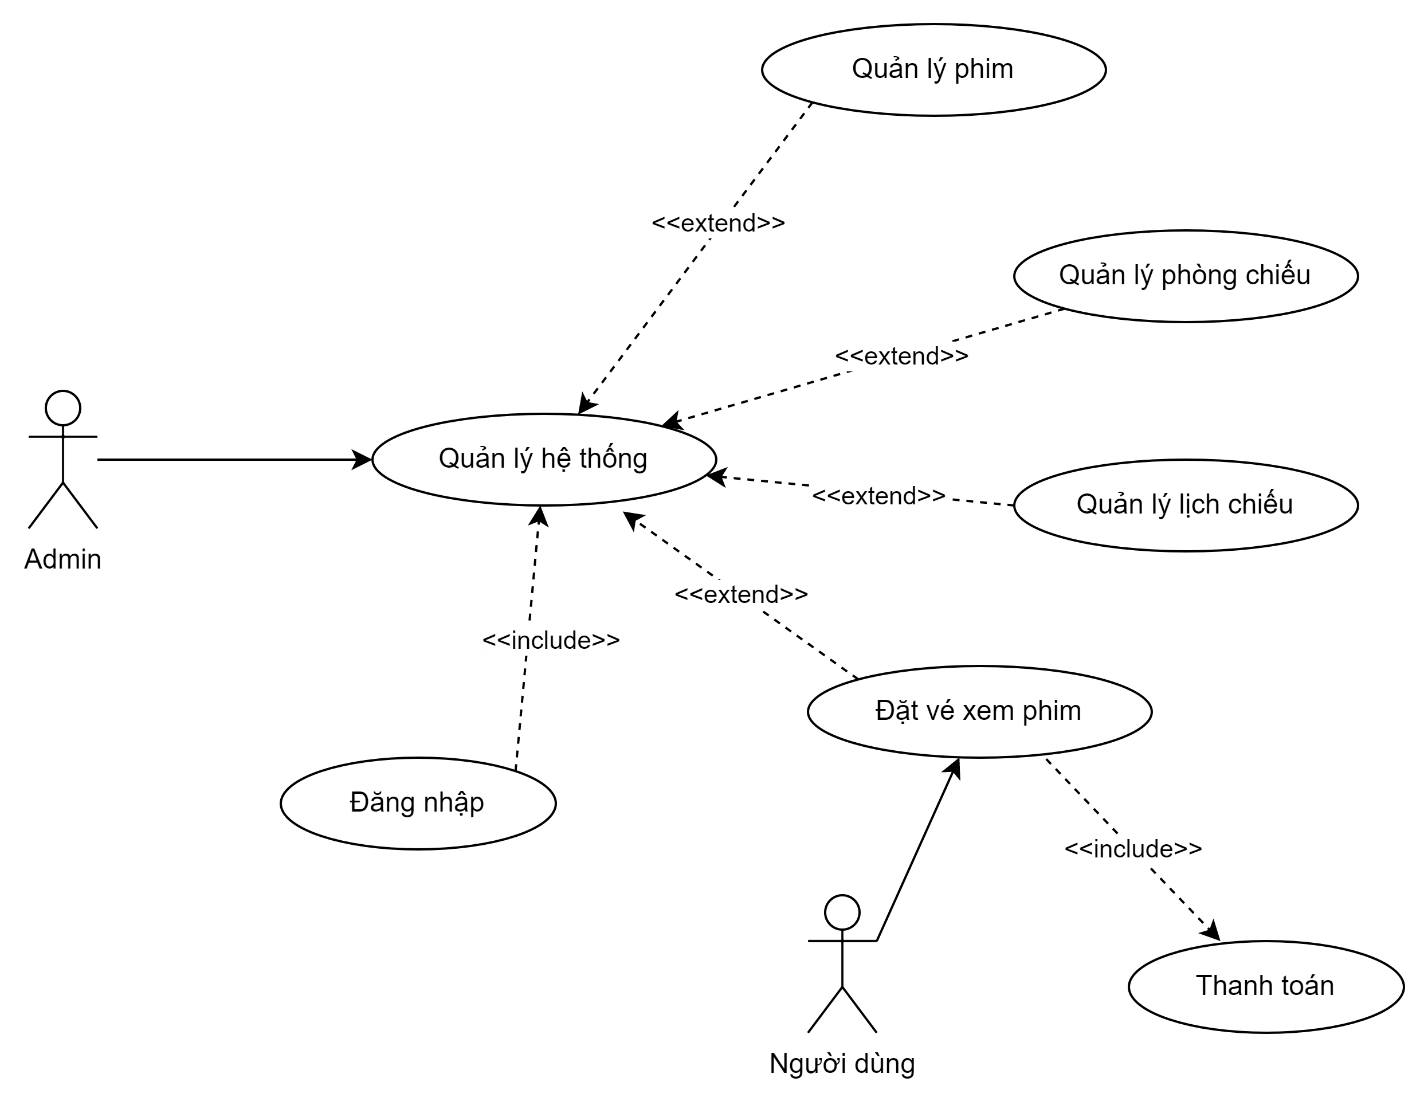 Quản lý phim
<<extend>>
Quản lý phòng chiếu
<<extend>>
Quản lý hệ thống
<<extend>>
Quản lý lịch chiếu
Admin
<<extend>>
<<include>>
Đặt vé xem phim
Đăng nhập
<<include>>
Thanh toán
Người dùng